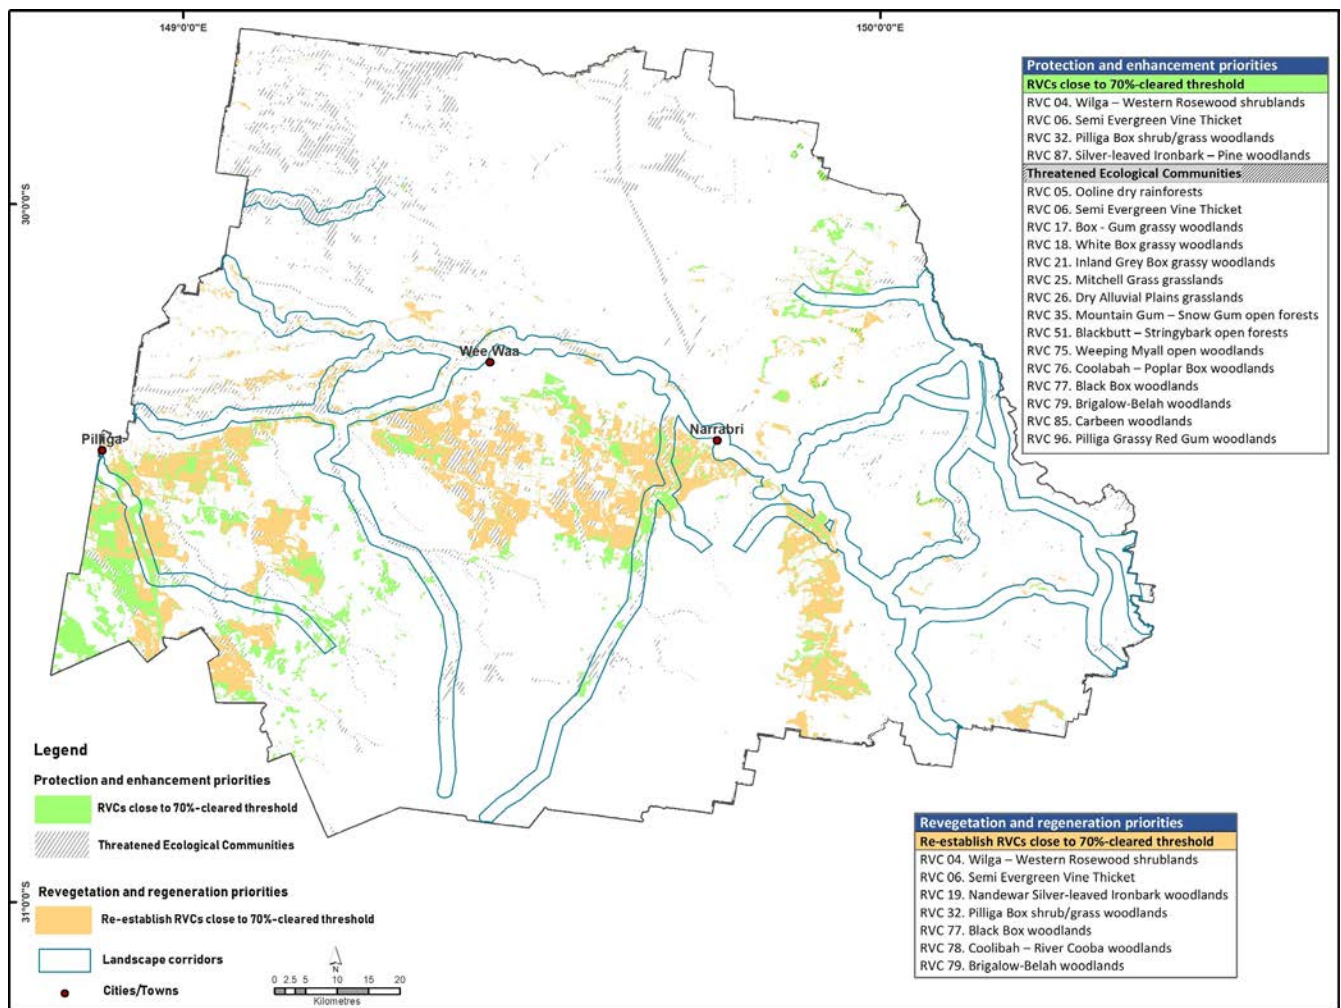 149°0'0"E
150°0'0"E
30°0'0"S
31°0'0"S
Protection and enhancement priorities
RVCs close to 70%-cleared threshold
RVC 04. Wilga – Western Rosewood shrublands
RVC 06. Semi Evergreen Vine Thicket
RVC 32. Pilliga Box shrub/grass woodlands
RVC 87. Silver-leaved Ironbark – Pine woodlands
Threatened Ecological Communities
RVC 05. Ooline dry rainforests
RVC 06. Semi Evergreen Vine Thicket
RVC 17. Box - Gum grassy woodlands
RVC 18. White Box grassy woodlands
RVC 21. Inland Grey Box grassy woodlands
RVC 25. Mitchell Grass grasslands
RVC 26. Dry Alluvial Plains grasslands
RVC 35. Mountain Gum – Snow Gum open forests
RVC 51. Blackbutt – Stringybark open forests
RVC 75. Weeping Myall open woodlands
RVC 76. Coolabah – Poplar Box woodlands
RVC 77. Black Box woodlands
RVC 79. Brigalow-Belah woodlands
RVC 85. Carbeen woodlands
RVC 96. Pilliga Grassy Red Gum woodlands
Wee Waa
Narrabri
Pilliga
Legend
Protection and enhancement priorities
RVCs close to 70%-cleared threshold
Threatened Ecological Communities
Revegetation and regeneration priorities
Re-establish RVCs close to 70%-cleared threshold
Landscape corridors
Cities/Towns
N
0 2.5 5 10 15 20
Kilometres
Revegetation and regeneration priorities
Re-establish RVCs close to 70%-cleared threshold
RVC 04. Wilga – Western Rosewood shrublands
RVC 06. Semi Evergreen Vine Thicket
RVC 19. Nandewar Silver-leaved Ironbark woodlands
RVC 32. Pilliga Box shrub/grass woodlands
RVC 77. Black Box woodlands
RVC 78. Coolibah – River Cooba woodlands
RVC 79. Brigalow-Belah woodlands